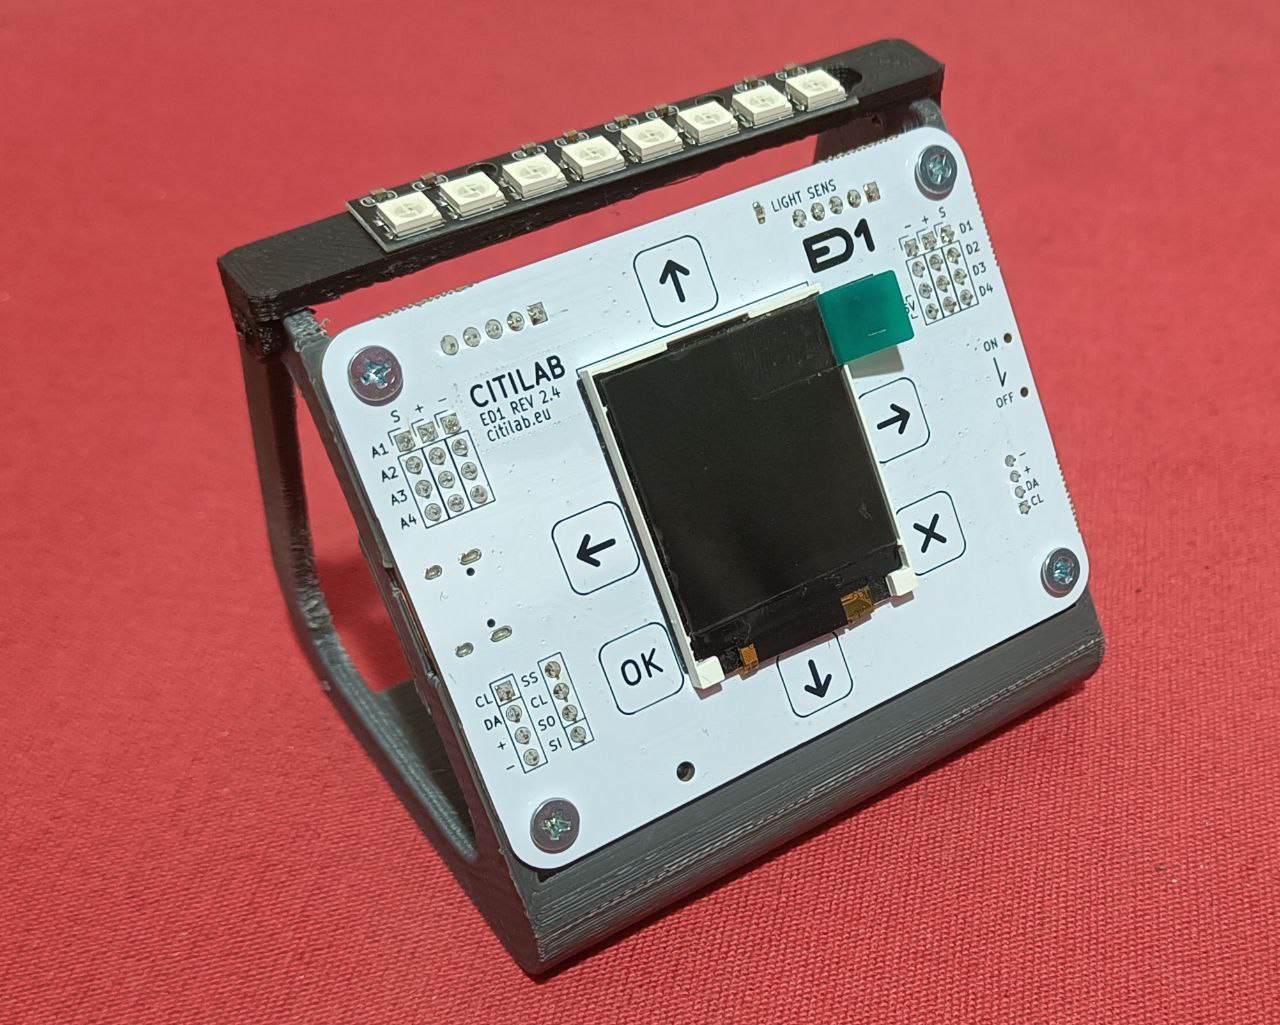 LIGHT SENS
ED1
- + S
D1
D2
D3
D4
ON
OFF
CITILAB
ED1 REV 2.4
citilab.eu
S + -
A1
A2
A3
A4
-
+
DA
CL
OK
CL
DA
+
-
SS
CL
SO
SI